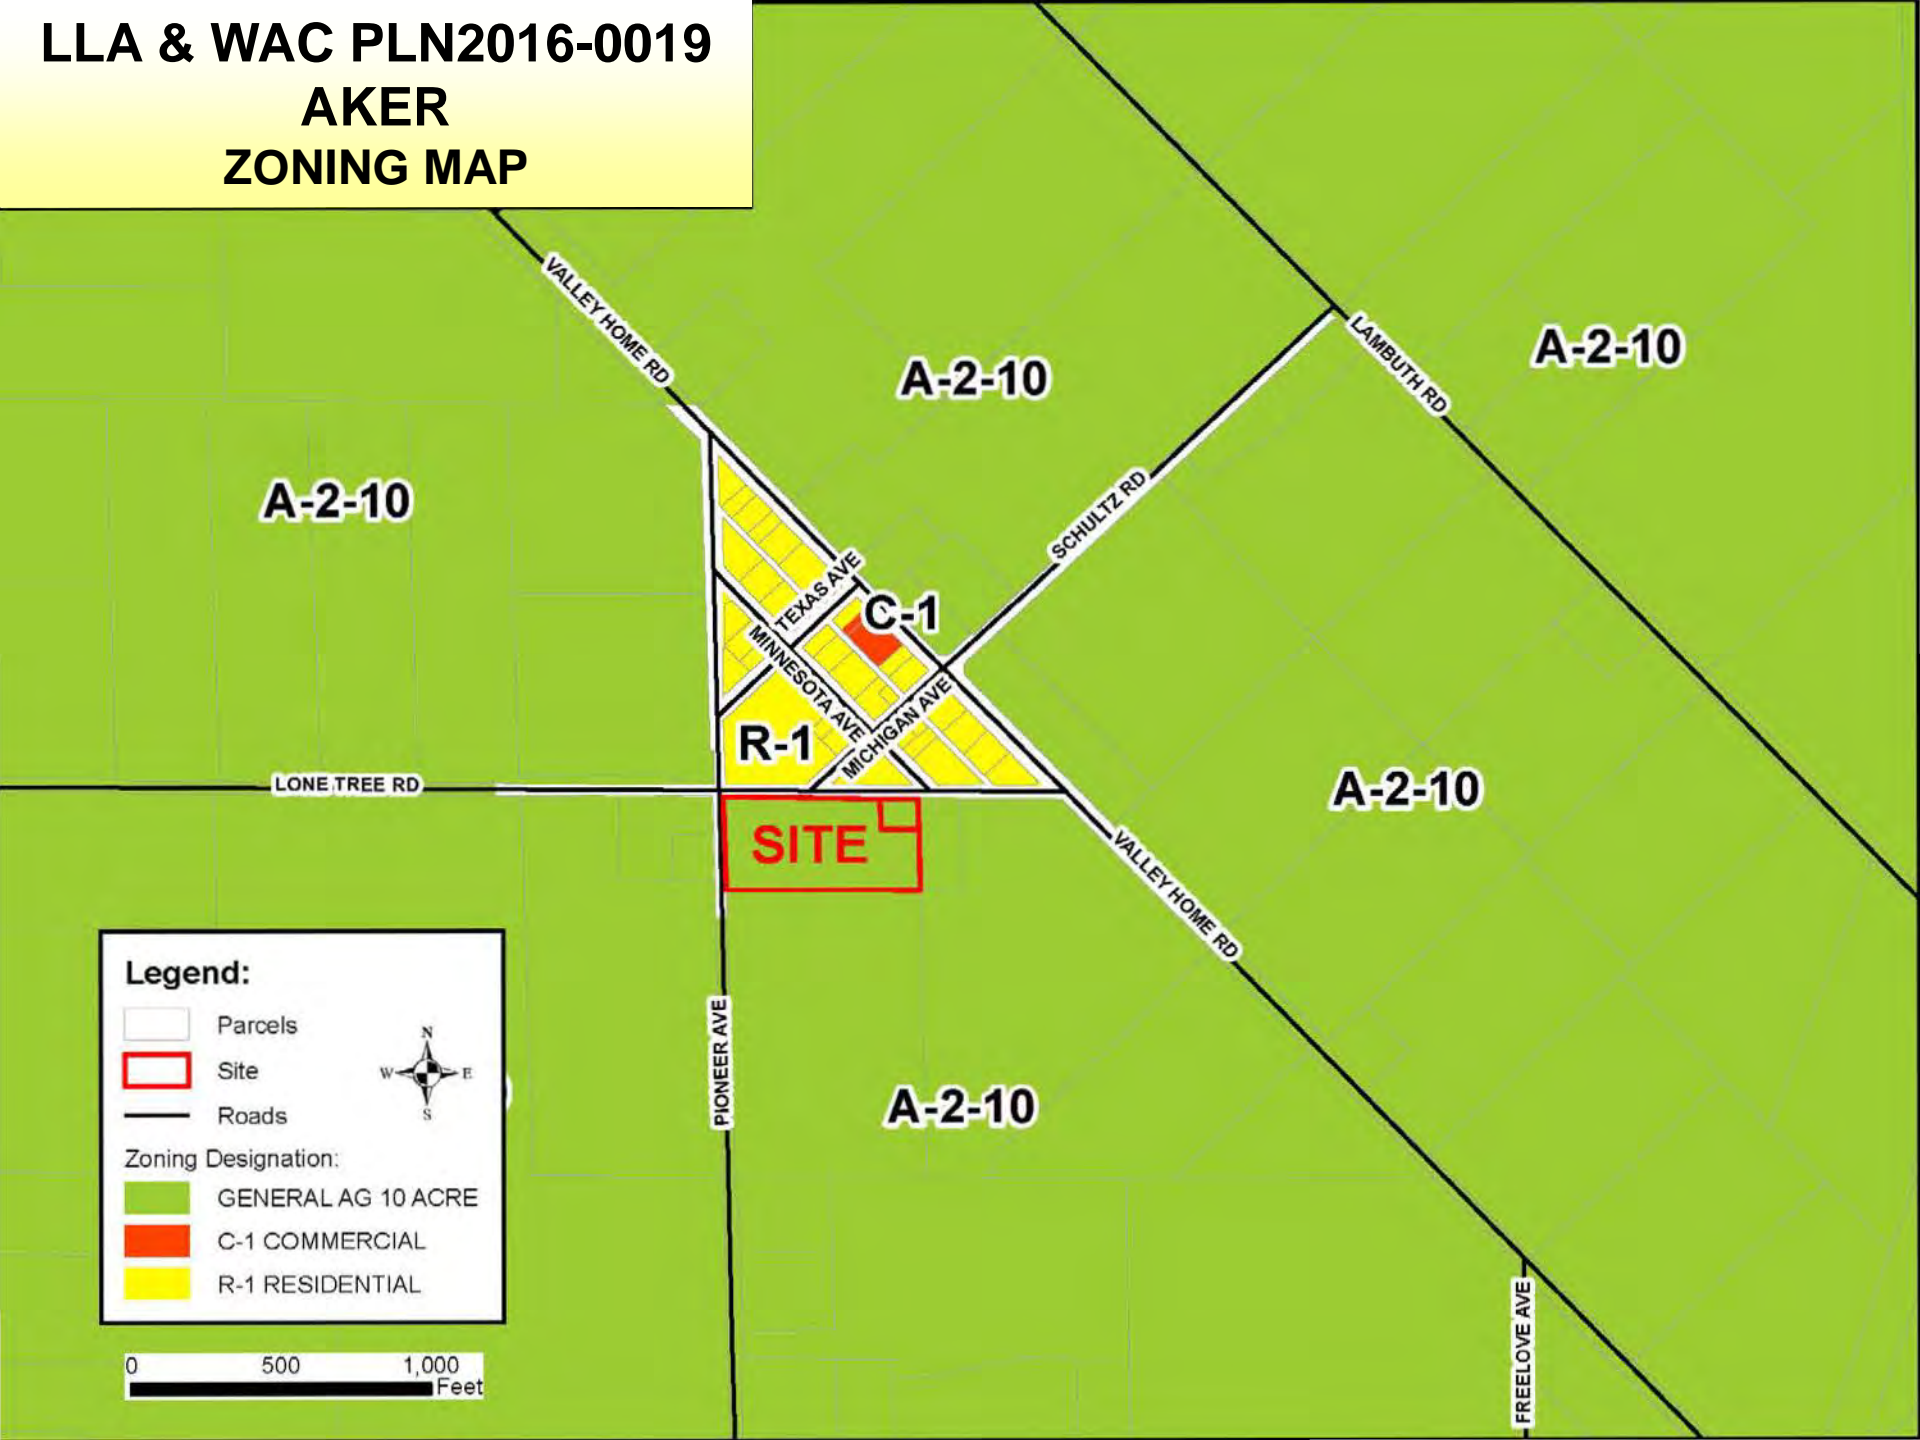 LLA & WAC PLN2016-0019
AKER
ZONING MAP
VALLEY HOME RD
LAMBUTH RD
A-2-10
A-2-10
A-2-10
SCHULTZ RD
TEXAS AVE
C-1
MINNESOTA AVE
MICHIGAN AVE
R-1
LONE TREE RD
A-2-10
SITE
VALLEY HOME RD
PIONEER AVE
A-2-10
FREELOVE AVE
Legend:
Parcels
Site
Roads
N
W
E
S
Zoning Designation:
GENERAL AG 10 ACRE
C-1 COMMERCIAL
R-1 RESIDENTIAL
0 500 1,000
Feet